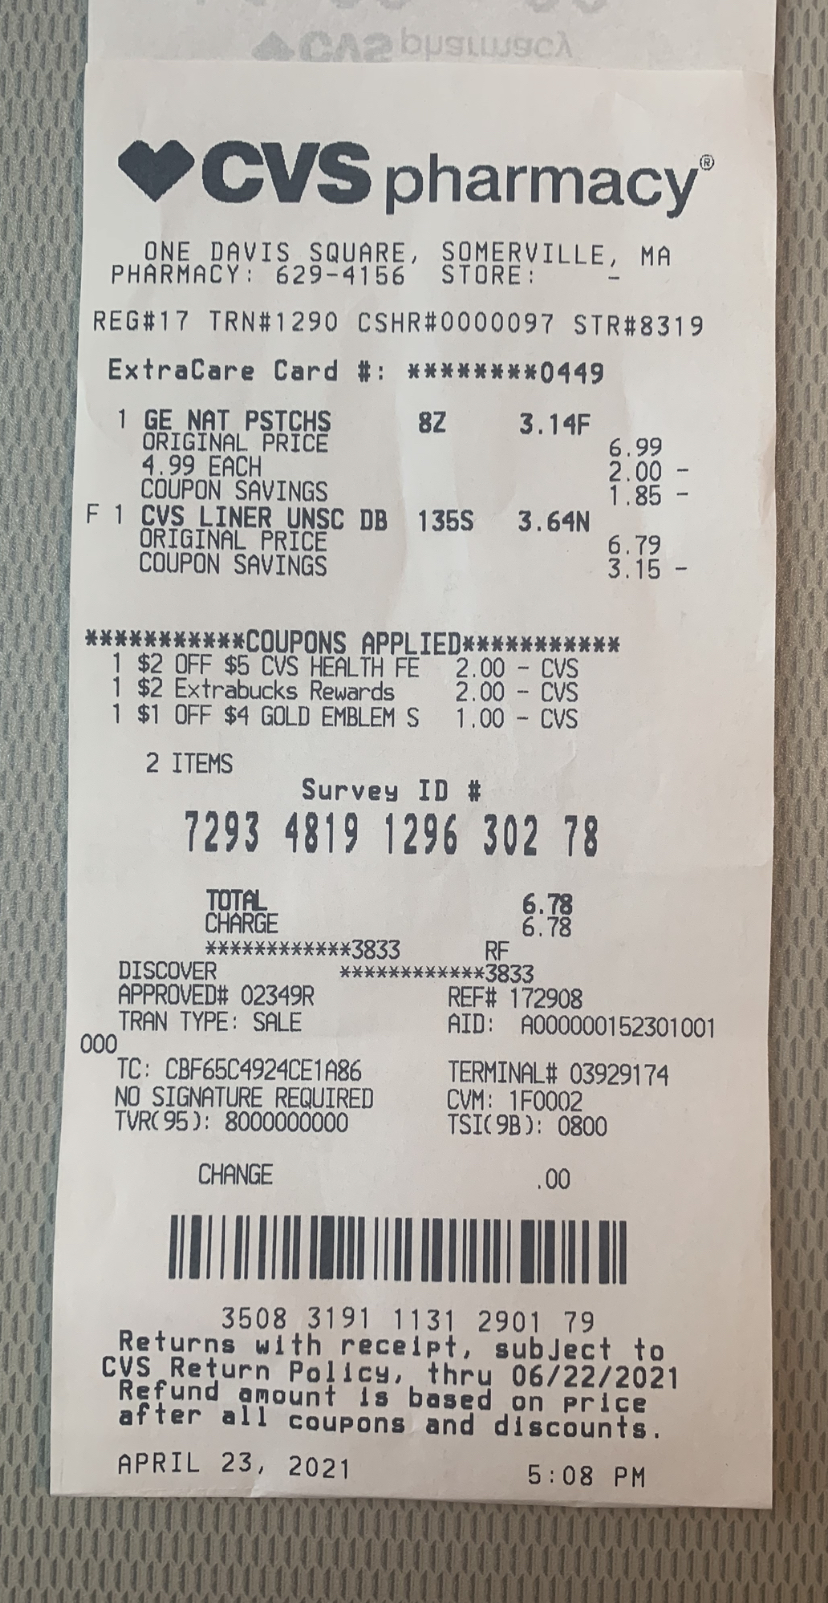 CVS pharmacy
CVS pharmacy®
ONE DAVIS SQUARE, SOMERVILLE, MA
PHARMACY: 629-4156 STORE: -
REG#17 TRN#1290 CSHR#0000097 STR#8319
ExtraCare Card #: ********0449
1 GE NAT PSTCHS 8Z 3.14F
ORIGINAL PRICE 6.99
4.99 EACH 2.00 -
COUPON SAVINGS 1.85 -
F 1 CVS LINER UNSC DB 135S 3.64N
ORIGINAL PRICE 6.79
COUPON SAVINGS 3.15 -
***********COUPONS APPLIED***********
1 $2 OFF $5 CVS HEALTH FE 2.00 - CVS
1 $2 Extrabucks Rewards 2.00 - CVS
1 $1 OFF $4 GOLD EMBLEM S 1.00 - CVS
2 ITEMS
Survey ID #
7293 4819 1296 302 78
TOTAL 6.78
CHARGE 6.78
************3833 RF
DISCOVER ************3833
APPROVED# 02349R REF# 172908
TRAN TYPE: SALE AID: A000000152301001
000
TC: CBF65C4924CE1A86 TERMINAL# 03929174
NO SIGNATURE REQUIRED CVM: 1F0002
TVR(95): 8000000000 TSI(9B): 0800
CHANGE .00
3508 3191 1131 2901 79
Returns with receipt, subject to
CVS Return Policy, thru 06/22/2021
Refund amount is based on price
after all coupons and discounts.
APRIL 23, 2021 5:08 PM